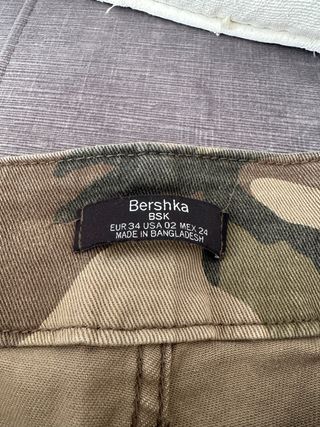 Bershka
BSK
EUR 34 USA 02 MEX 24
MADE IN BANGLADESH